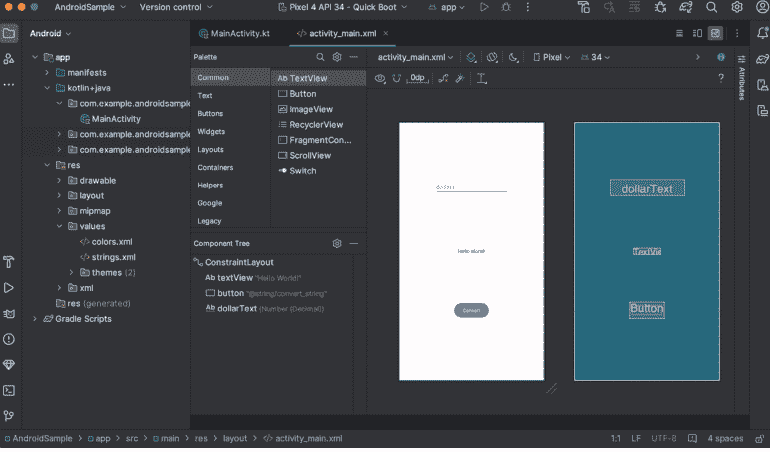 AndroidSample Version control Pixel 4 API 34 - Quick Boot app
Android
MainActivity.kt activity_main.xml
app
manifests
kotlin+java
com.example.androidsample
MainActivity
com.example.androidsample
com.example.androidsample
res
drawable
layout
mipmap
values
colors.xml
strings.xml
themes (2)
xml
res (generated)
Gradle Scripts
Palette
Common
Text
Buttons
Widgets
Layouts
Containers
Helpers
Google
Legacy
Ab TextView
Button
ImageView
RecyclerView
FragmentCon...
ScrollView
Switch
Component Tree
ConstraintLayout
Ab textView "Hello World!"
button "@string/convert_string"
Ab dollarText (Number (Decimal))
activity_main.xml Pixel 34
0dp
?
Attributes
Hello World!
Convert
dollarText
TextVie
Button
AndroidSample app src main res layout activity_main.xml
1:1 LF UTF-8 4 spaces